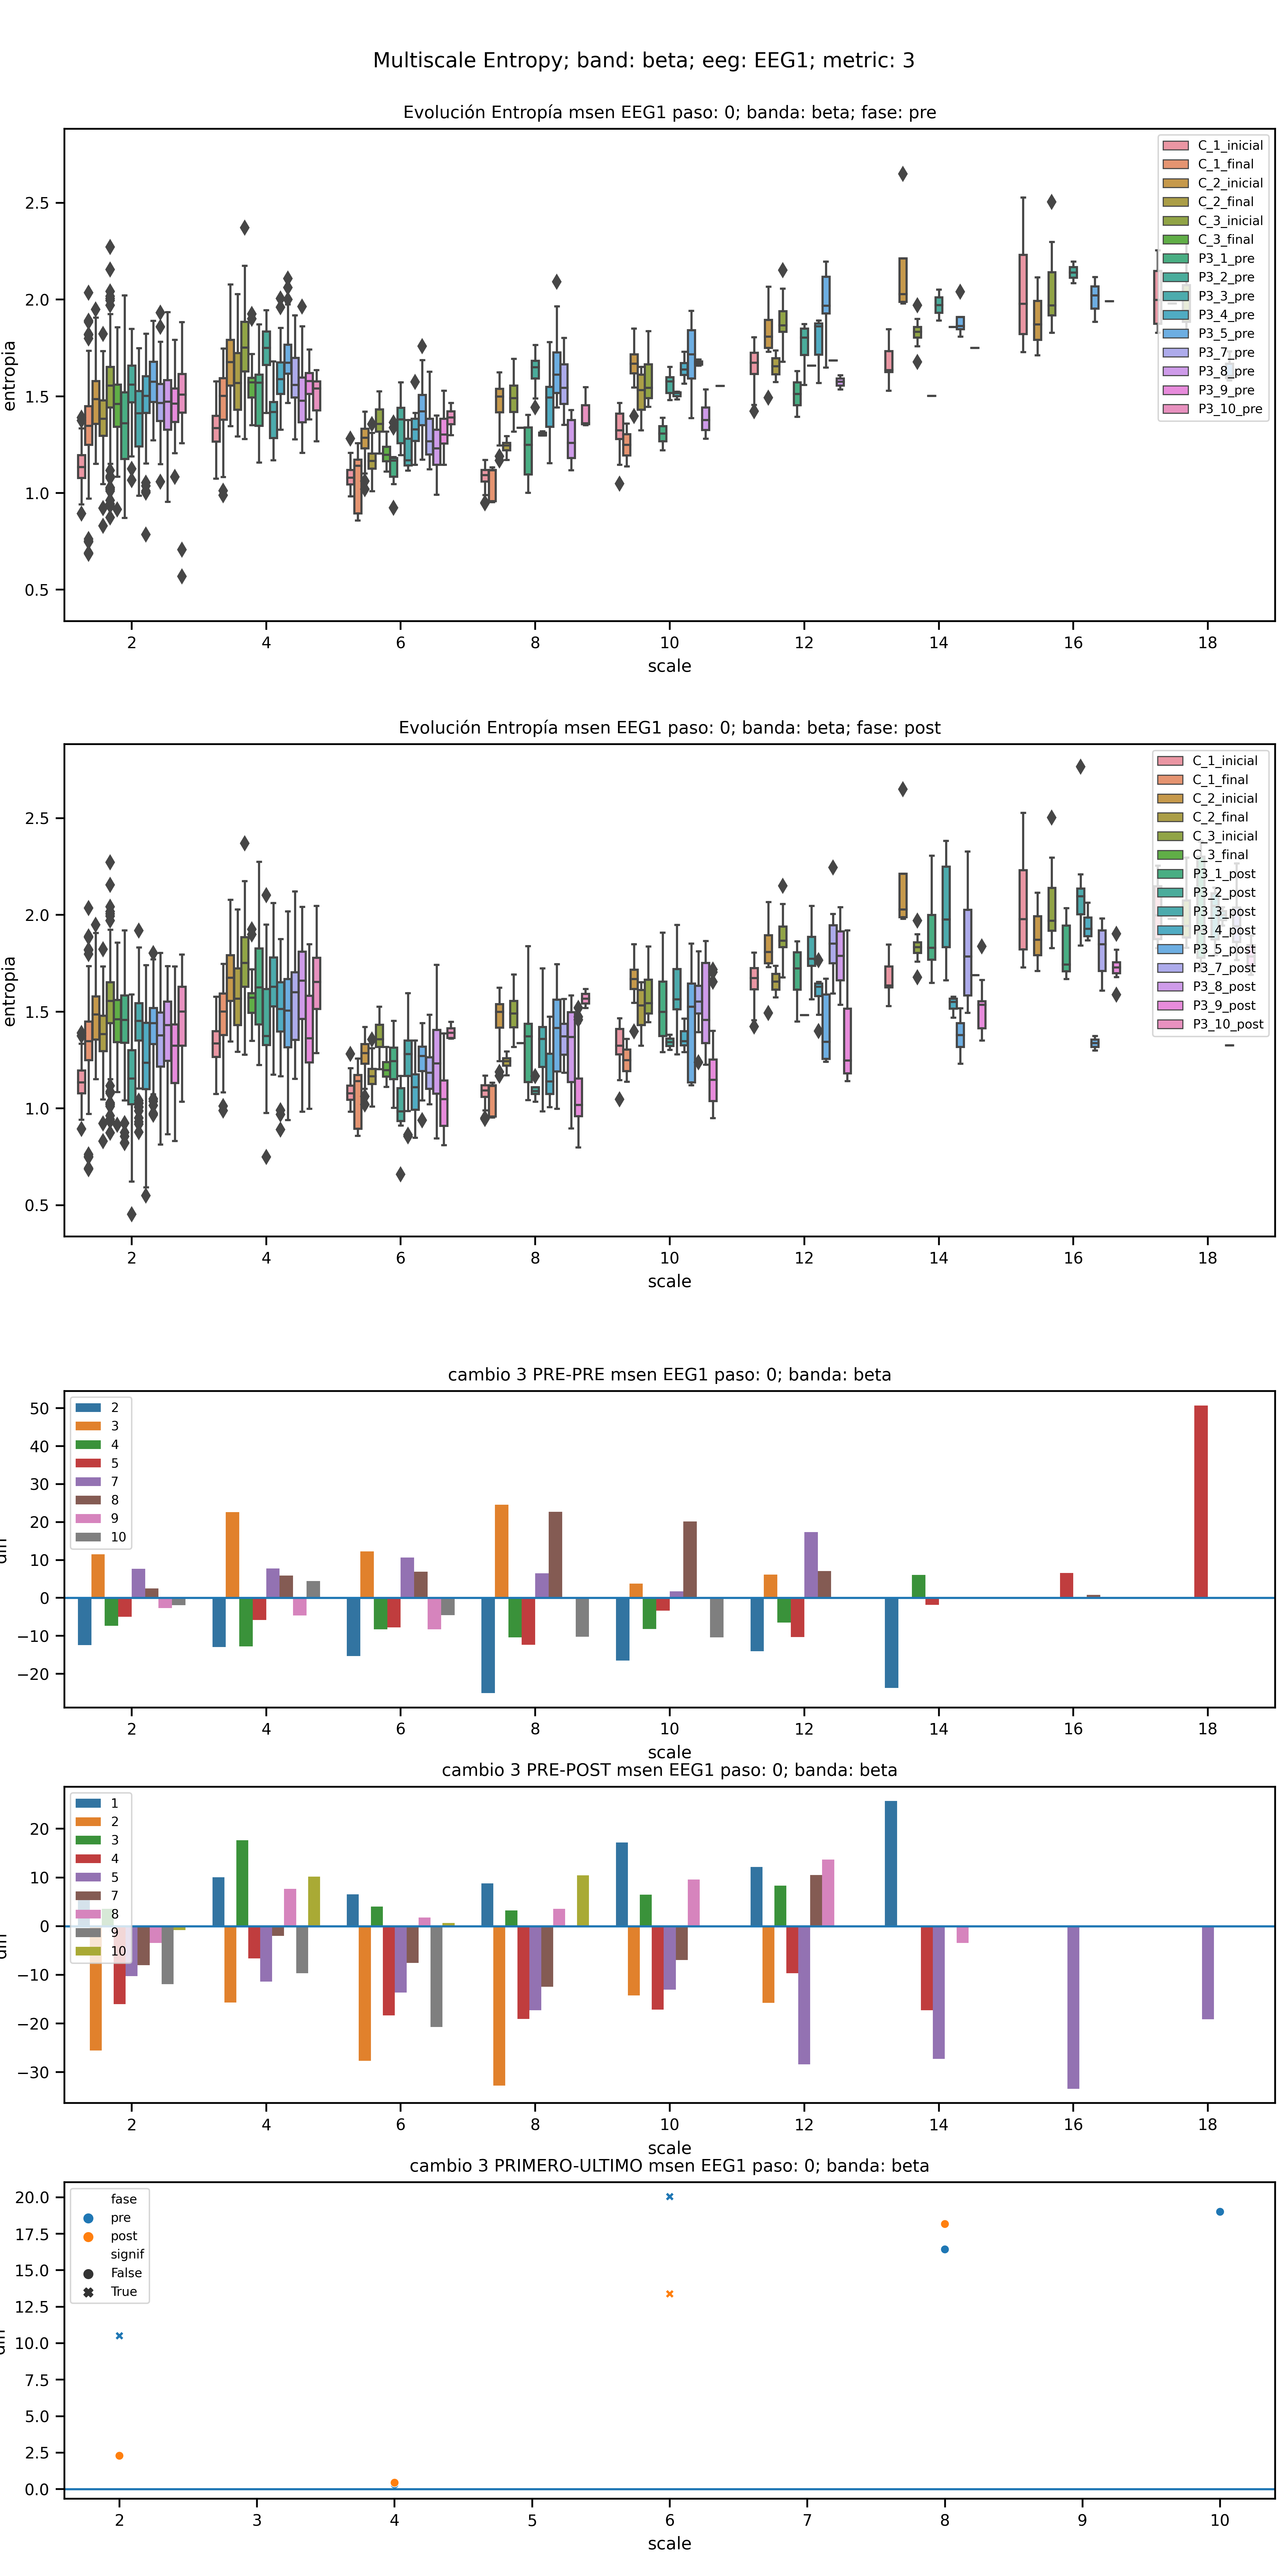 Multiscale Entropy; band: beta; eeg: EEG1; metric: 3
Evolución Entropía msen EEG1 paso: 0; banda: beta; fase: pre
entropia
2.5
2.0
1.5
1.0
0.5
C_1_inicial
C_1_final
C_2_inicial
C_2_final
C_3_inicial
C_3_final
P3_1_pre
P3_2_pre
P3_3_pre
P3_4_pre
P3_5_pre
P3_7_pre
P3_8_pre
P3_9_pre
P3_10_pre
2 4 6 8 10 12 14 16 18
scale
Evolución Entropía msen EEG1 paso: 0; banda: beta; fase: post
entropia
2.5
2.0
1.5
1.0
0.5
C_1_inicial
C_1_final
C_2_inicial
C_2_final
C_3_inicial
C_3_final
P3_1_post
P3_2_post
P3_3_post
P3_4_post
P3_5_post
P3_7_post
P3_8_post
P3_9_post
P3_10_post
2 4 6 8 10 12 14 16 18
scale
cambio 3 PRE-PRE msen EEG1 paso: 0; banda: beta
50
40
30
20
10
0
−10
−20
2
3
4
5
7
8
9
10
2 4 6 8 10 12 14 16 18
scale
cambio 3 PRE-POST msen EEG1 paso: 0; banda: beta
20
10
0
−10
−20
−30
1
2
3
4
5
7
8
9
10
2 4 6 8 10 12 14 16 18
scale
cambio 3 PRIMERO-ULTIMO msen EEG1 paso: 0; banda: beta
20.0
17.5
15.0
12.5
10.0
7.5
5.0
2.5
0.0
fase
pre
post
signif
False
True
2 3 4 5 6 7 8 9 10
scale